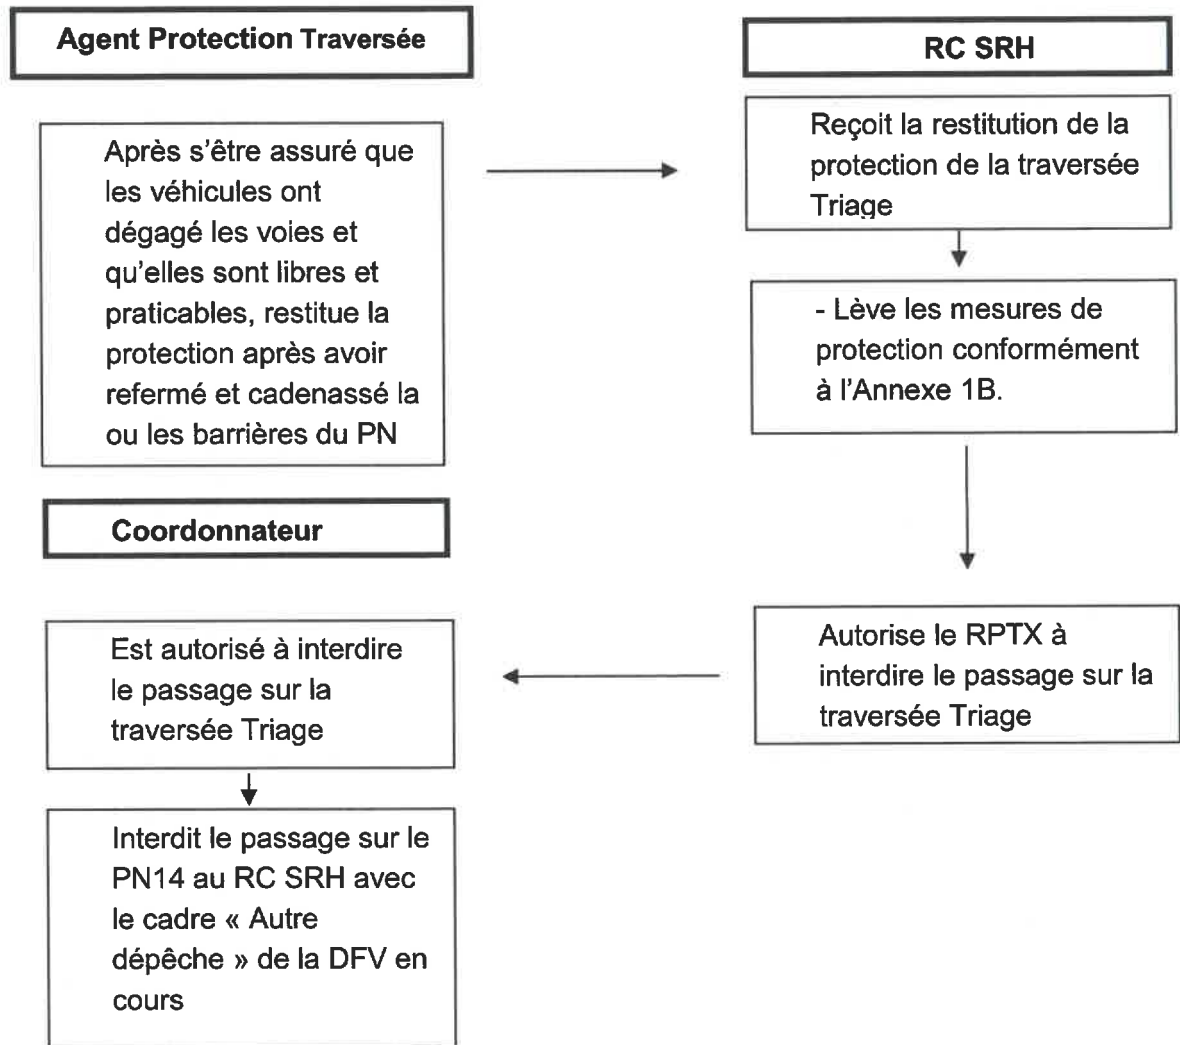 Agent Protection Traversée
Après s'être assuré que
les véhicules ont
dégagé les voies et
qu'elles sont libres et
praticables, restitue la
protection après avoir
refermé et cadenassé la
ou les barrières du PN
RC SRH
Reçoit la restitution de la
protection de la traversée
Triage
- Lève les mesures de
protection conformément
à l'Annexe 1B.
Autorise le RPTX à
interdire le passage sur la
traversée Triage
Coordonnateur
Est autorisé à interdire
le passage sur la
traversée Triage
Interdit le passage sur le
PN14 au RC SRH avec
le cadre « Autre
dépêche » de la DFV en
cours